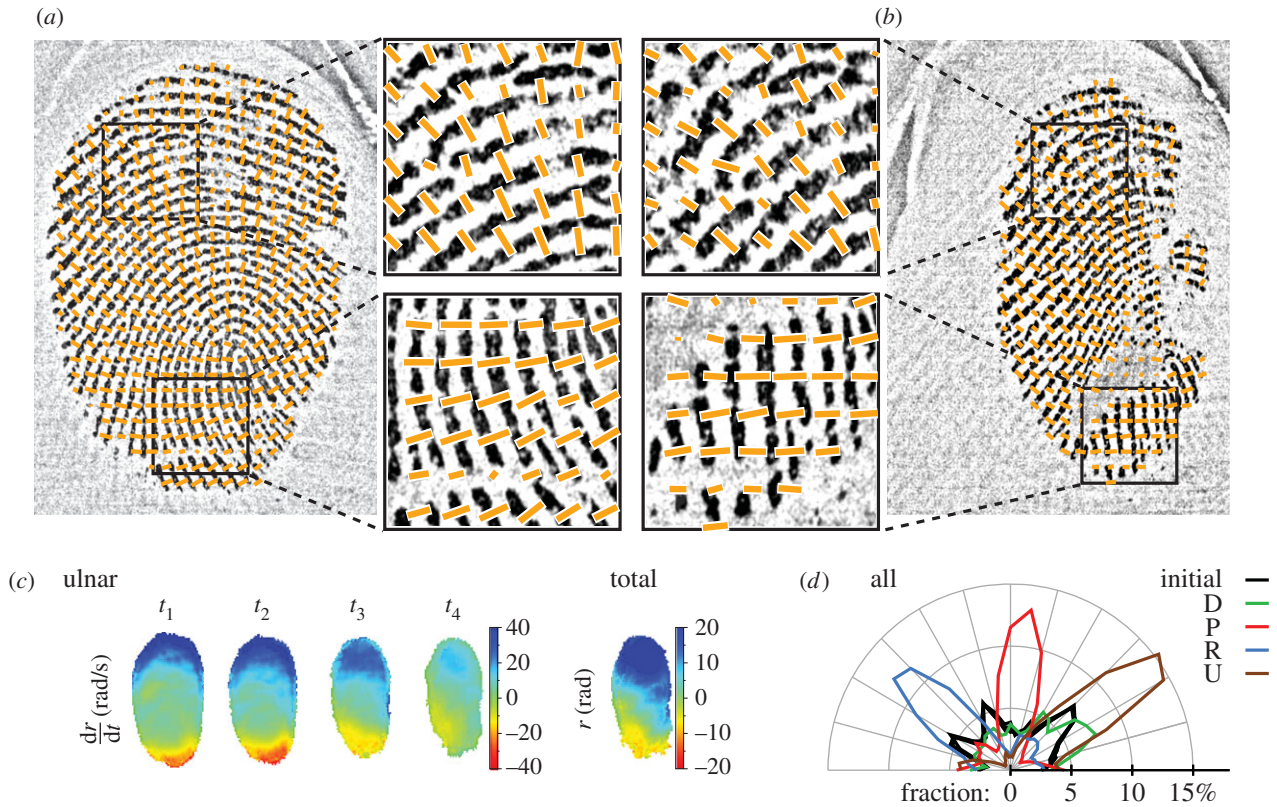 (a)
(b)
(c) ulnar
total
t1 t2 t3 t4
dr/dt (rad/s)
40
20
0
–20
–40
r (rad)
20
10
0
–10
–20
(d) all
initial
D
P
R
U
fraction: 0 5 10 15%